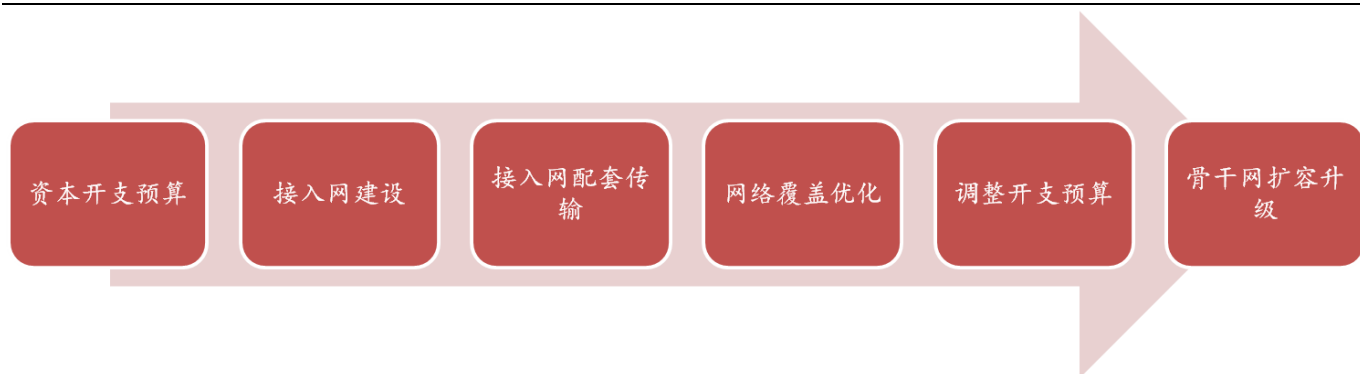 资本开支预算
接入网建设
接入网配套传
输
网络覆盖优化
调整开支预算
骨干网扩容升
级